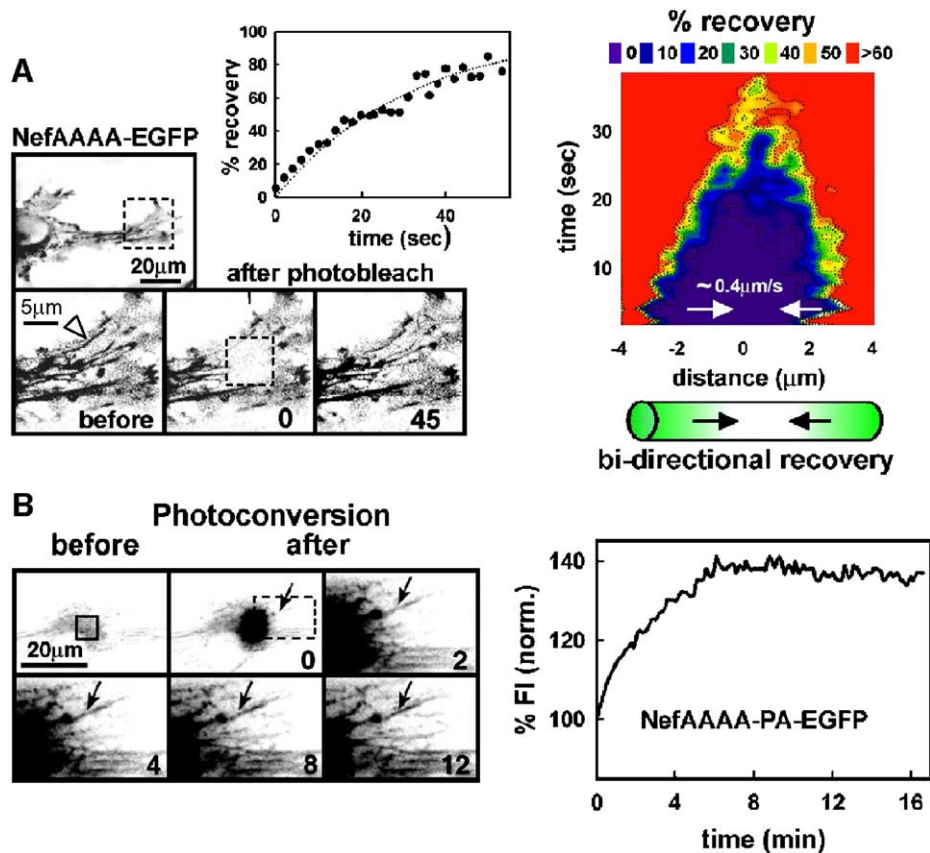 A
NefAAAA-EGFP
20μm
% recovery
100
80
60
40
20
0
0 20 40
time (sec)
after photobleach
5μm
before
0
45
% recovery
0 10 20 30 40 50 >60
time (sec)
30
20
10
~0.4μm/s
-4 -2 0 2 4
distance (μm)
bi-directional recovery
B
Photoconversion
before after
20μm
0
2
4
8
12
% FI (norm.)
140
120
100
NefAAAA-PA-EGFP
0 4 8 12 16
time (min)